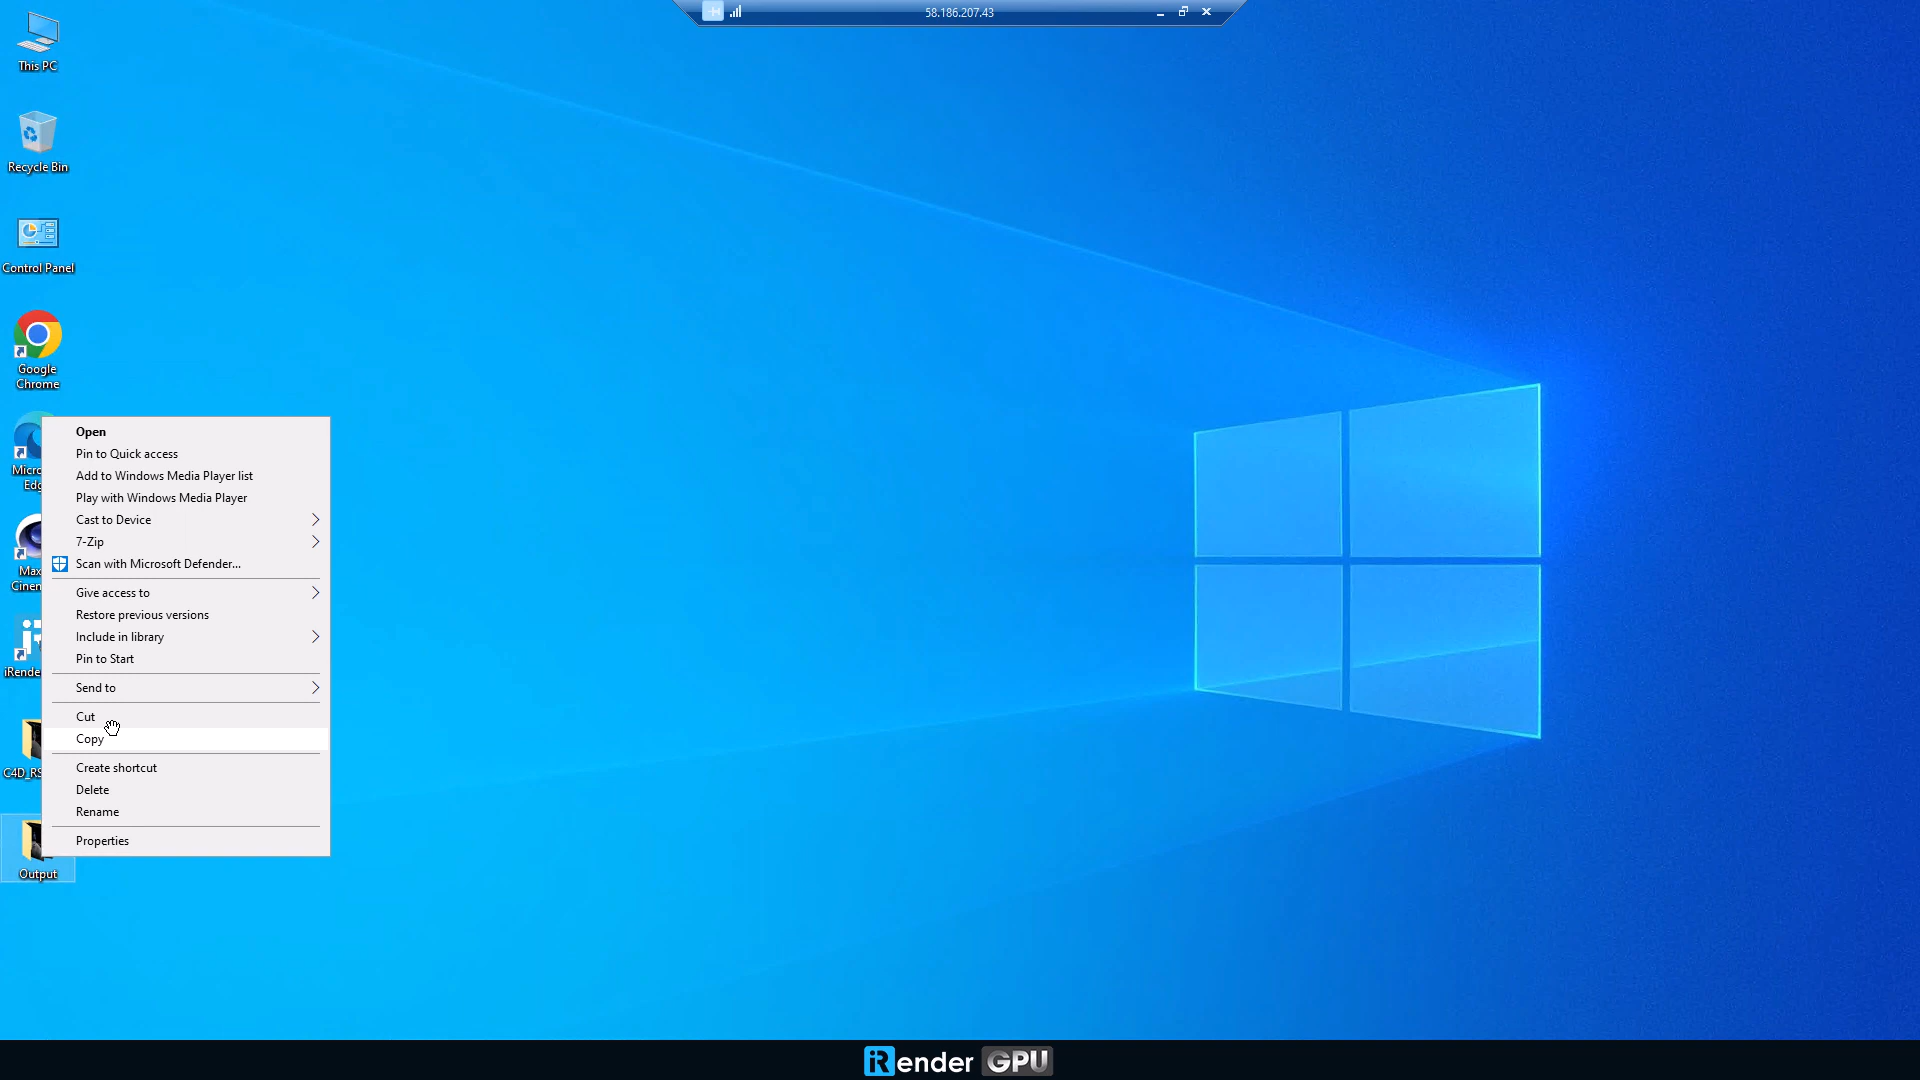 58.186.207.43
This PC
Recycle Bin
Control Panel
Google
Chrome
Micro
Edg
Max
Cinen
iRende
C4D_RS
Output
Open
Pin to Quick access
Add to Windows Media Player list
Play with Windows Media Player
Cast to Device
7-Zip
Scan with Microsoft Defender...
Give access to
Restore previous versions
Include in library
Pin to Start
Send to
Cut
Copy
Create shortcut
Delete
Rename
Properties
iRender GPU